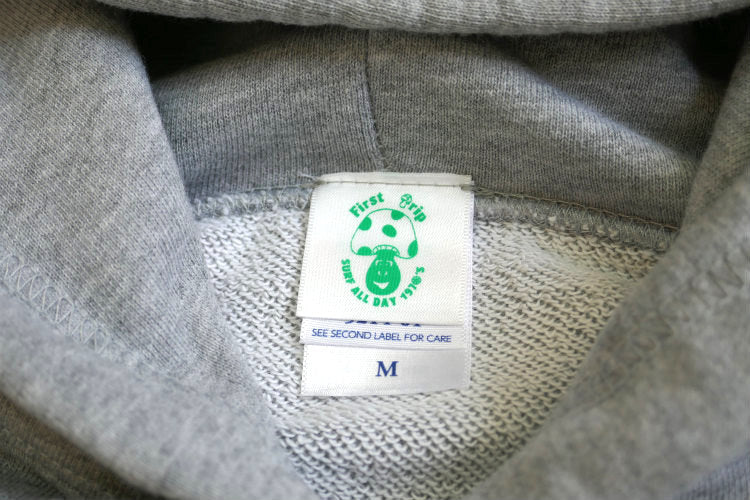 First Trip
SURF ALL DAY 1970'S
SEE SECOND LABEL FOR CARE
M